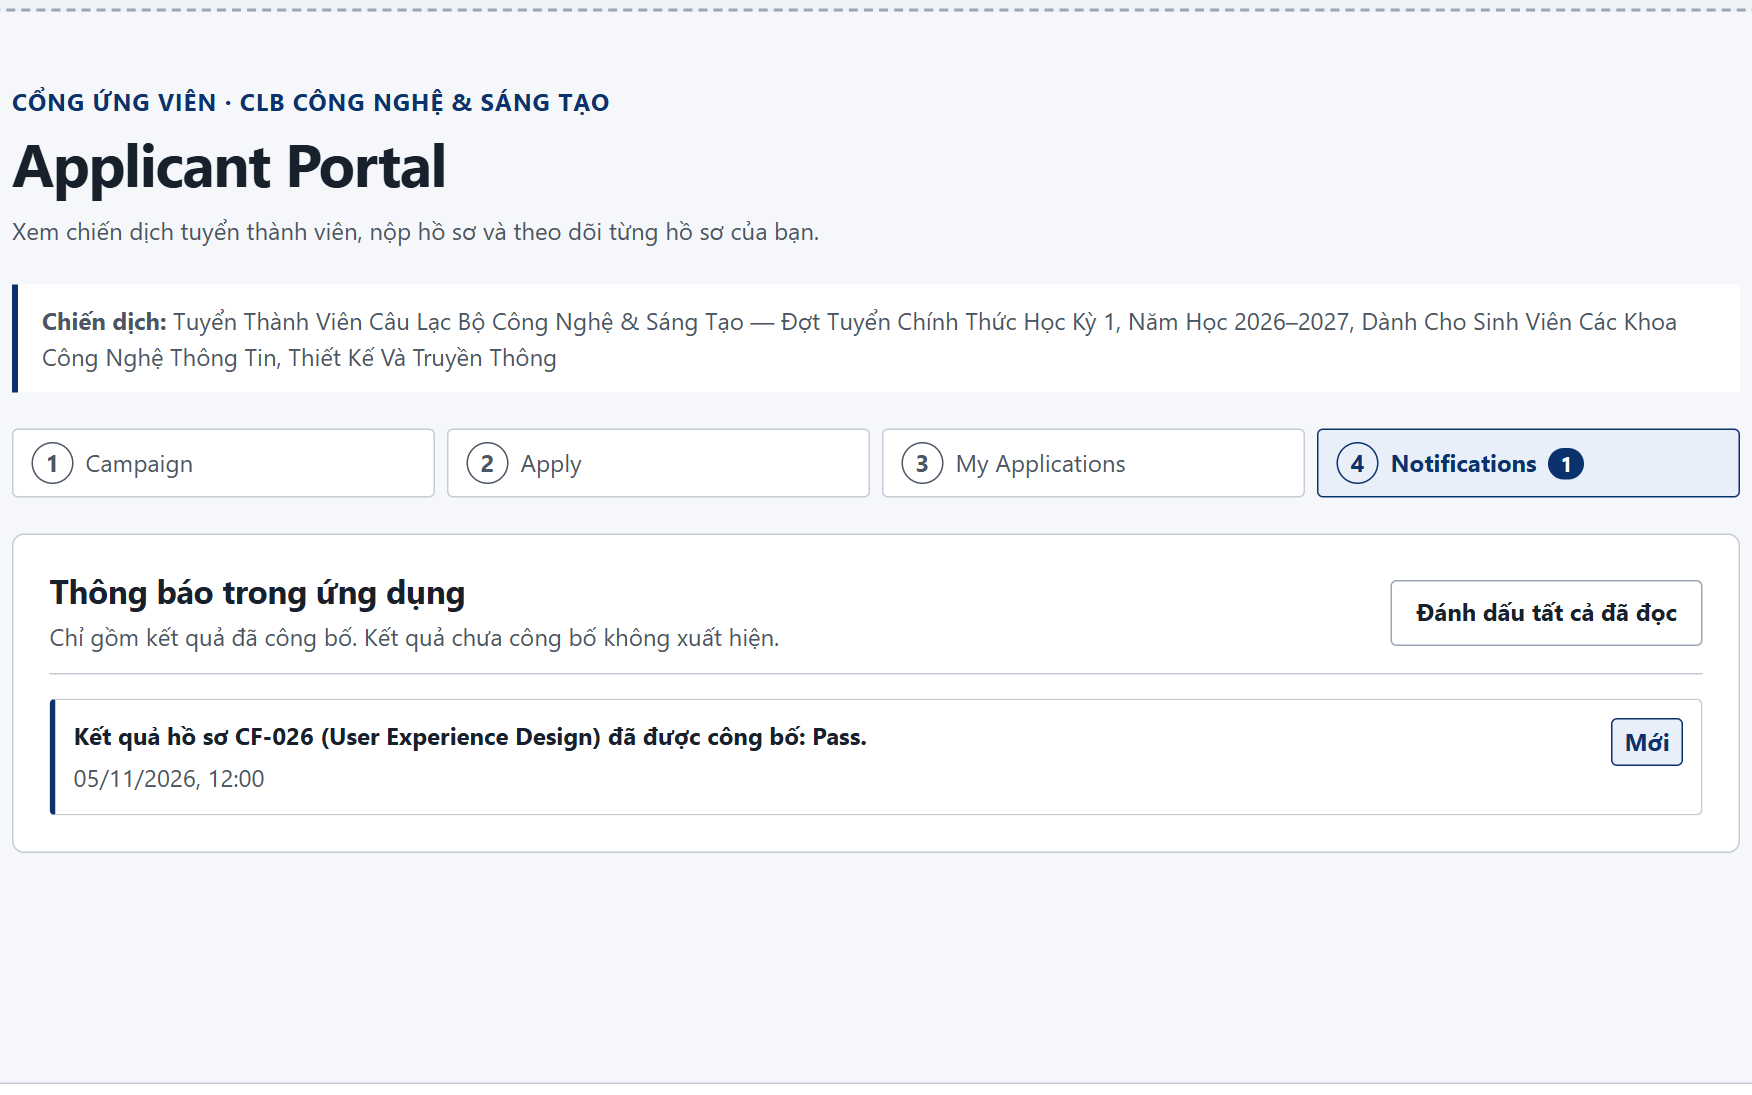 CỔNG ỨNG VIÊN · CLB CÔNG NGHỆ & SÁNG TẠO
Applicant Portal
Xem chiến dịch tuyển thành viên, nộp hồ sơ và theo dõi từng hồ sơ của bạn.
Chiến dịch: Tuyển Thành Viên Câu Lạc Bộ Công Nghệ & Sáng Tạo — Đợt Tuyển Chính Thức Học Kỳ 1, Năm Học 2026–2027, Dành Cho Sinh Viên Các Khoa
Công Nghệ Thông Tin, Thiết Kế Và Truyền Thông
1 Campaign
2 Apply
3 My Applications
4 Notifications 1
Thông báo trong ứng dụng
Chỉ gồm kết quả đã công bố. Kết quả chưa công bố không xuất hiện.
Đánh dấu tất cả đã đọc
Kết quả hồ sơ CF-026 (User Experience Design) đã được công bố: Pass.
Mới
05/11/2026, 12:00